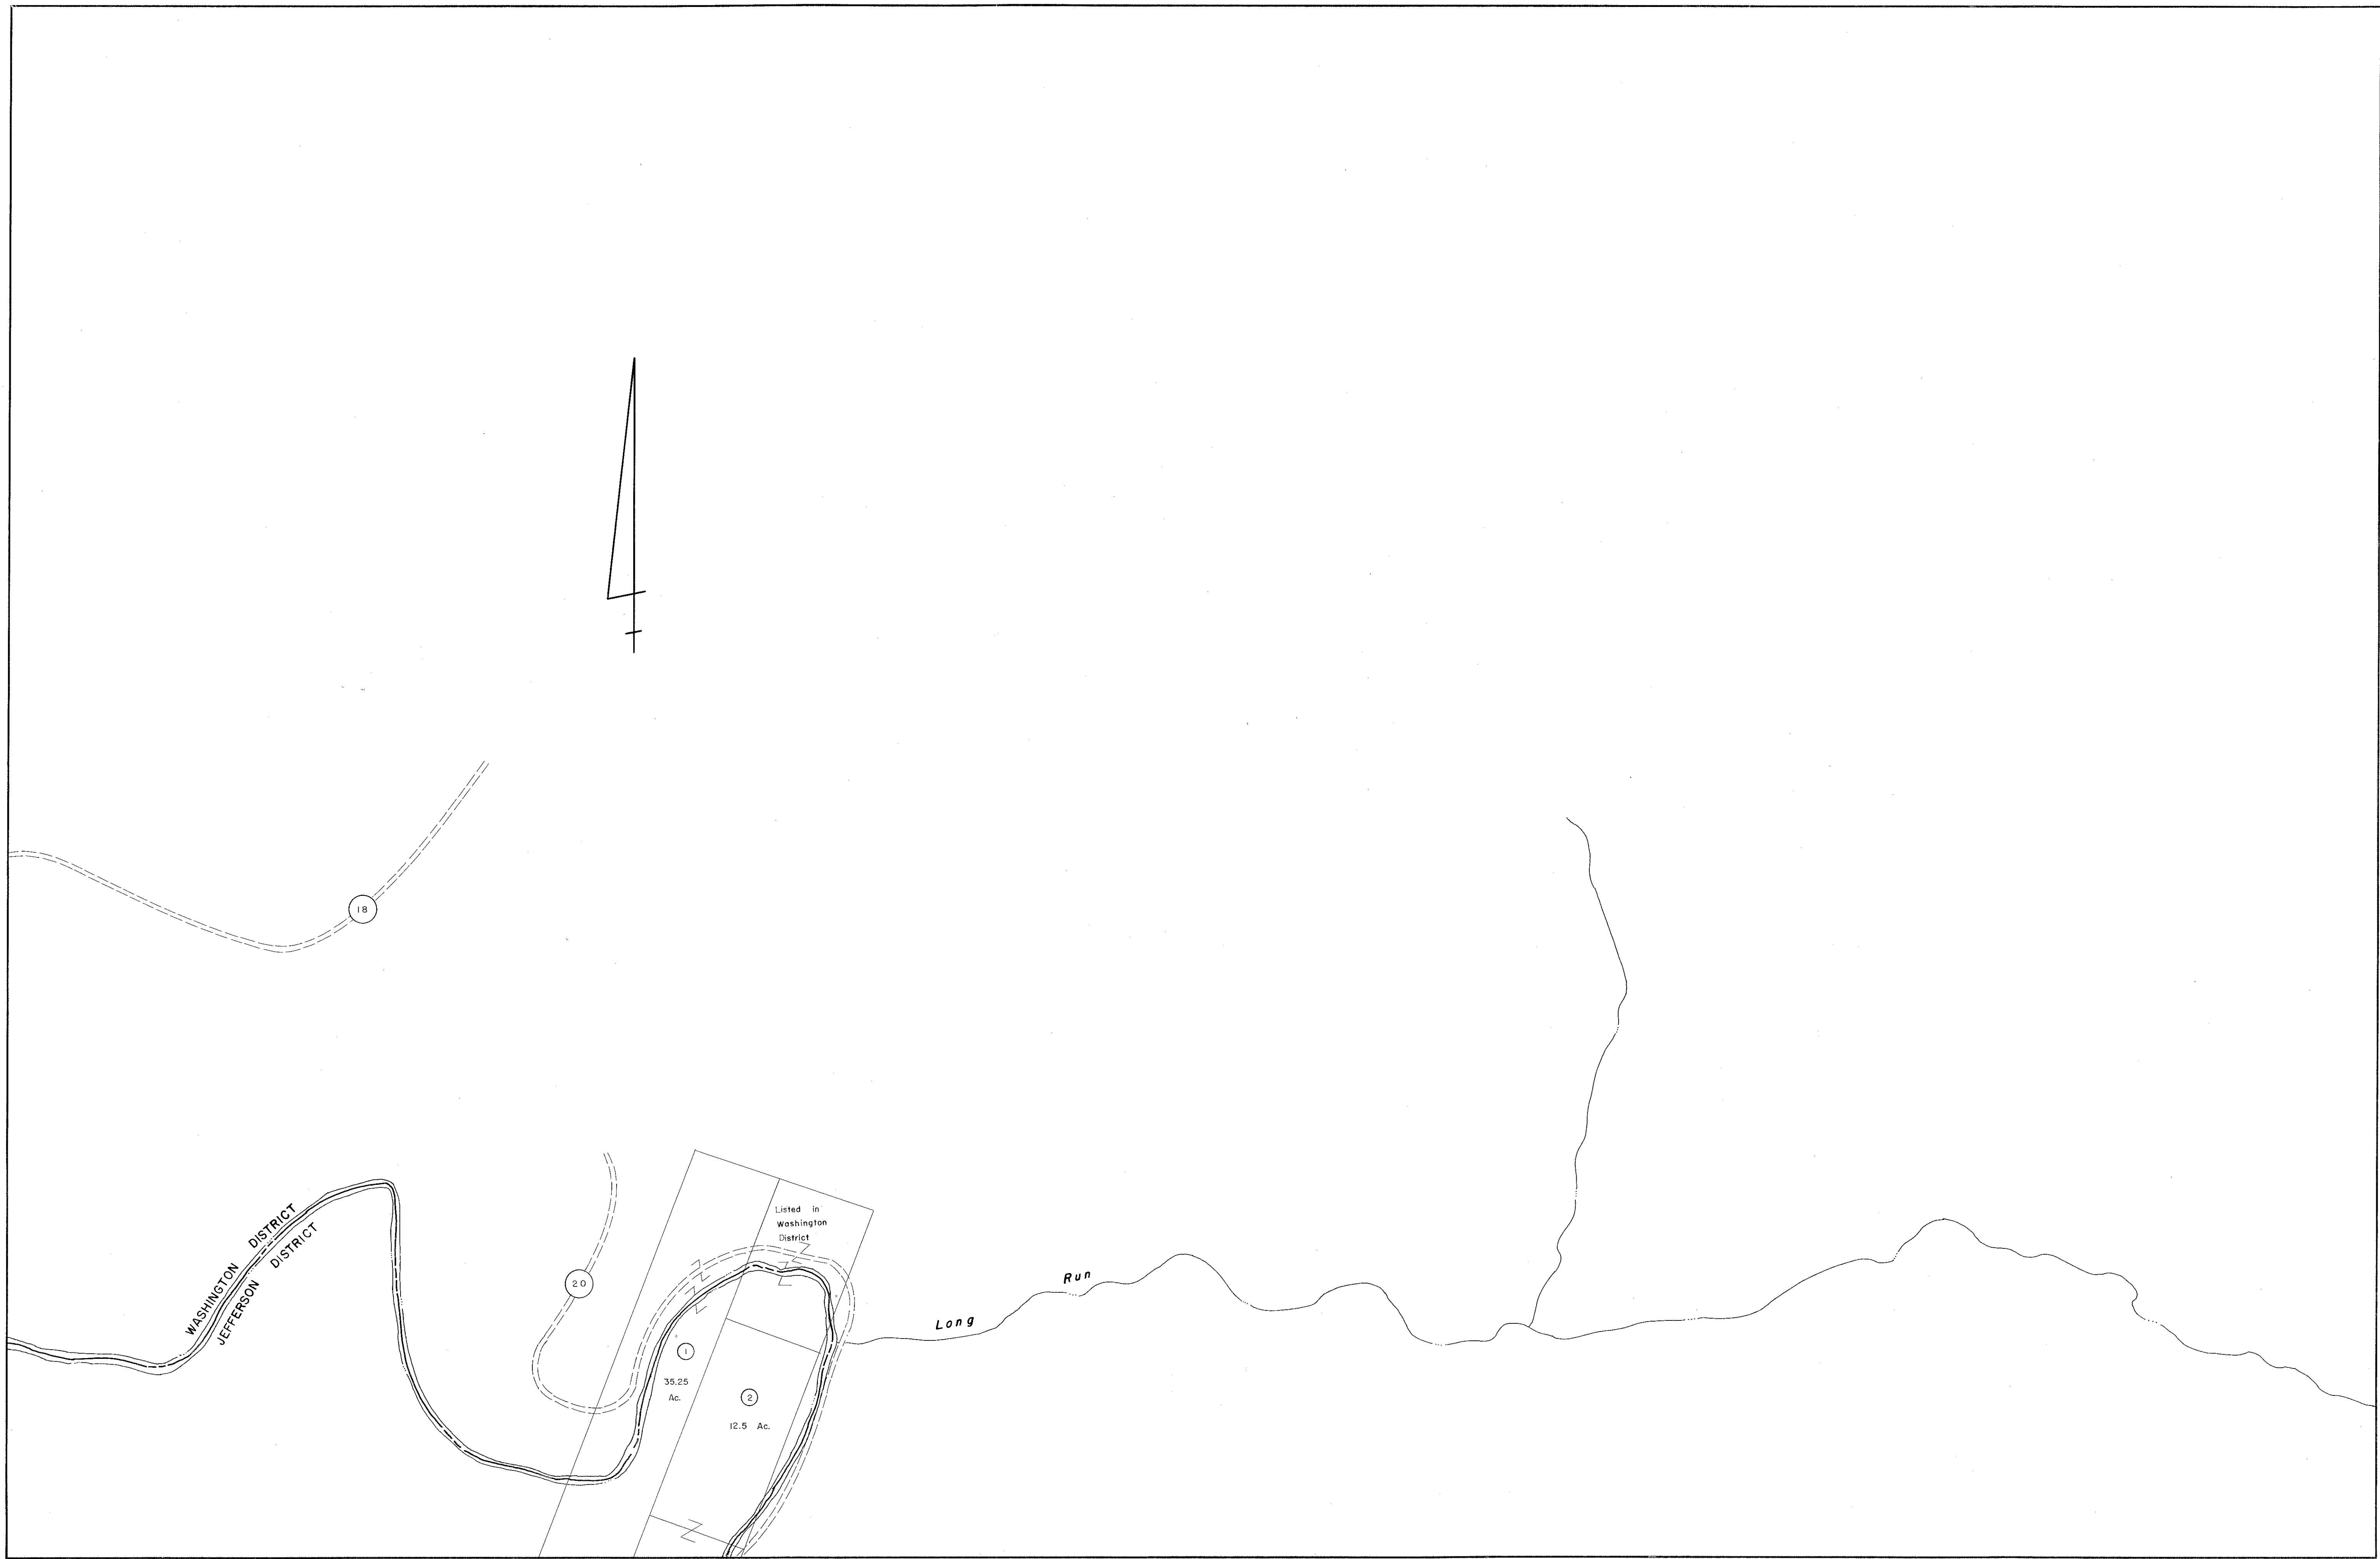 18
WASHINGTON DISTRICT
JEFFERSON DISTRICT
20
Listed in
Washington
District
1
35.25
Ac.
2
12.5 Ac.
Long Run